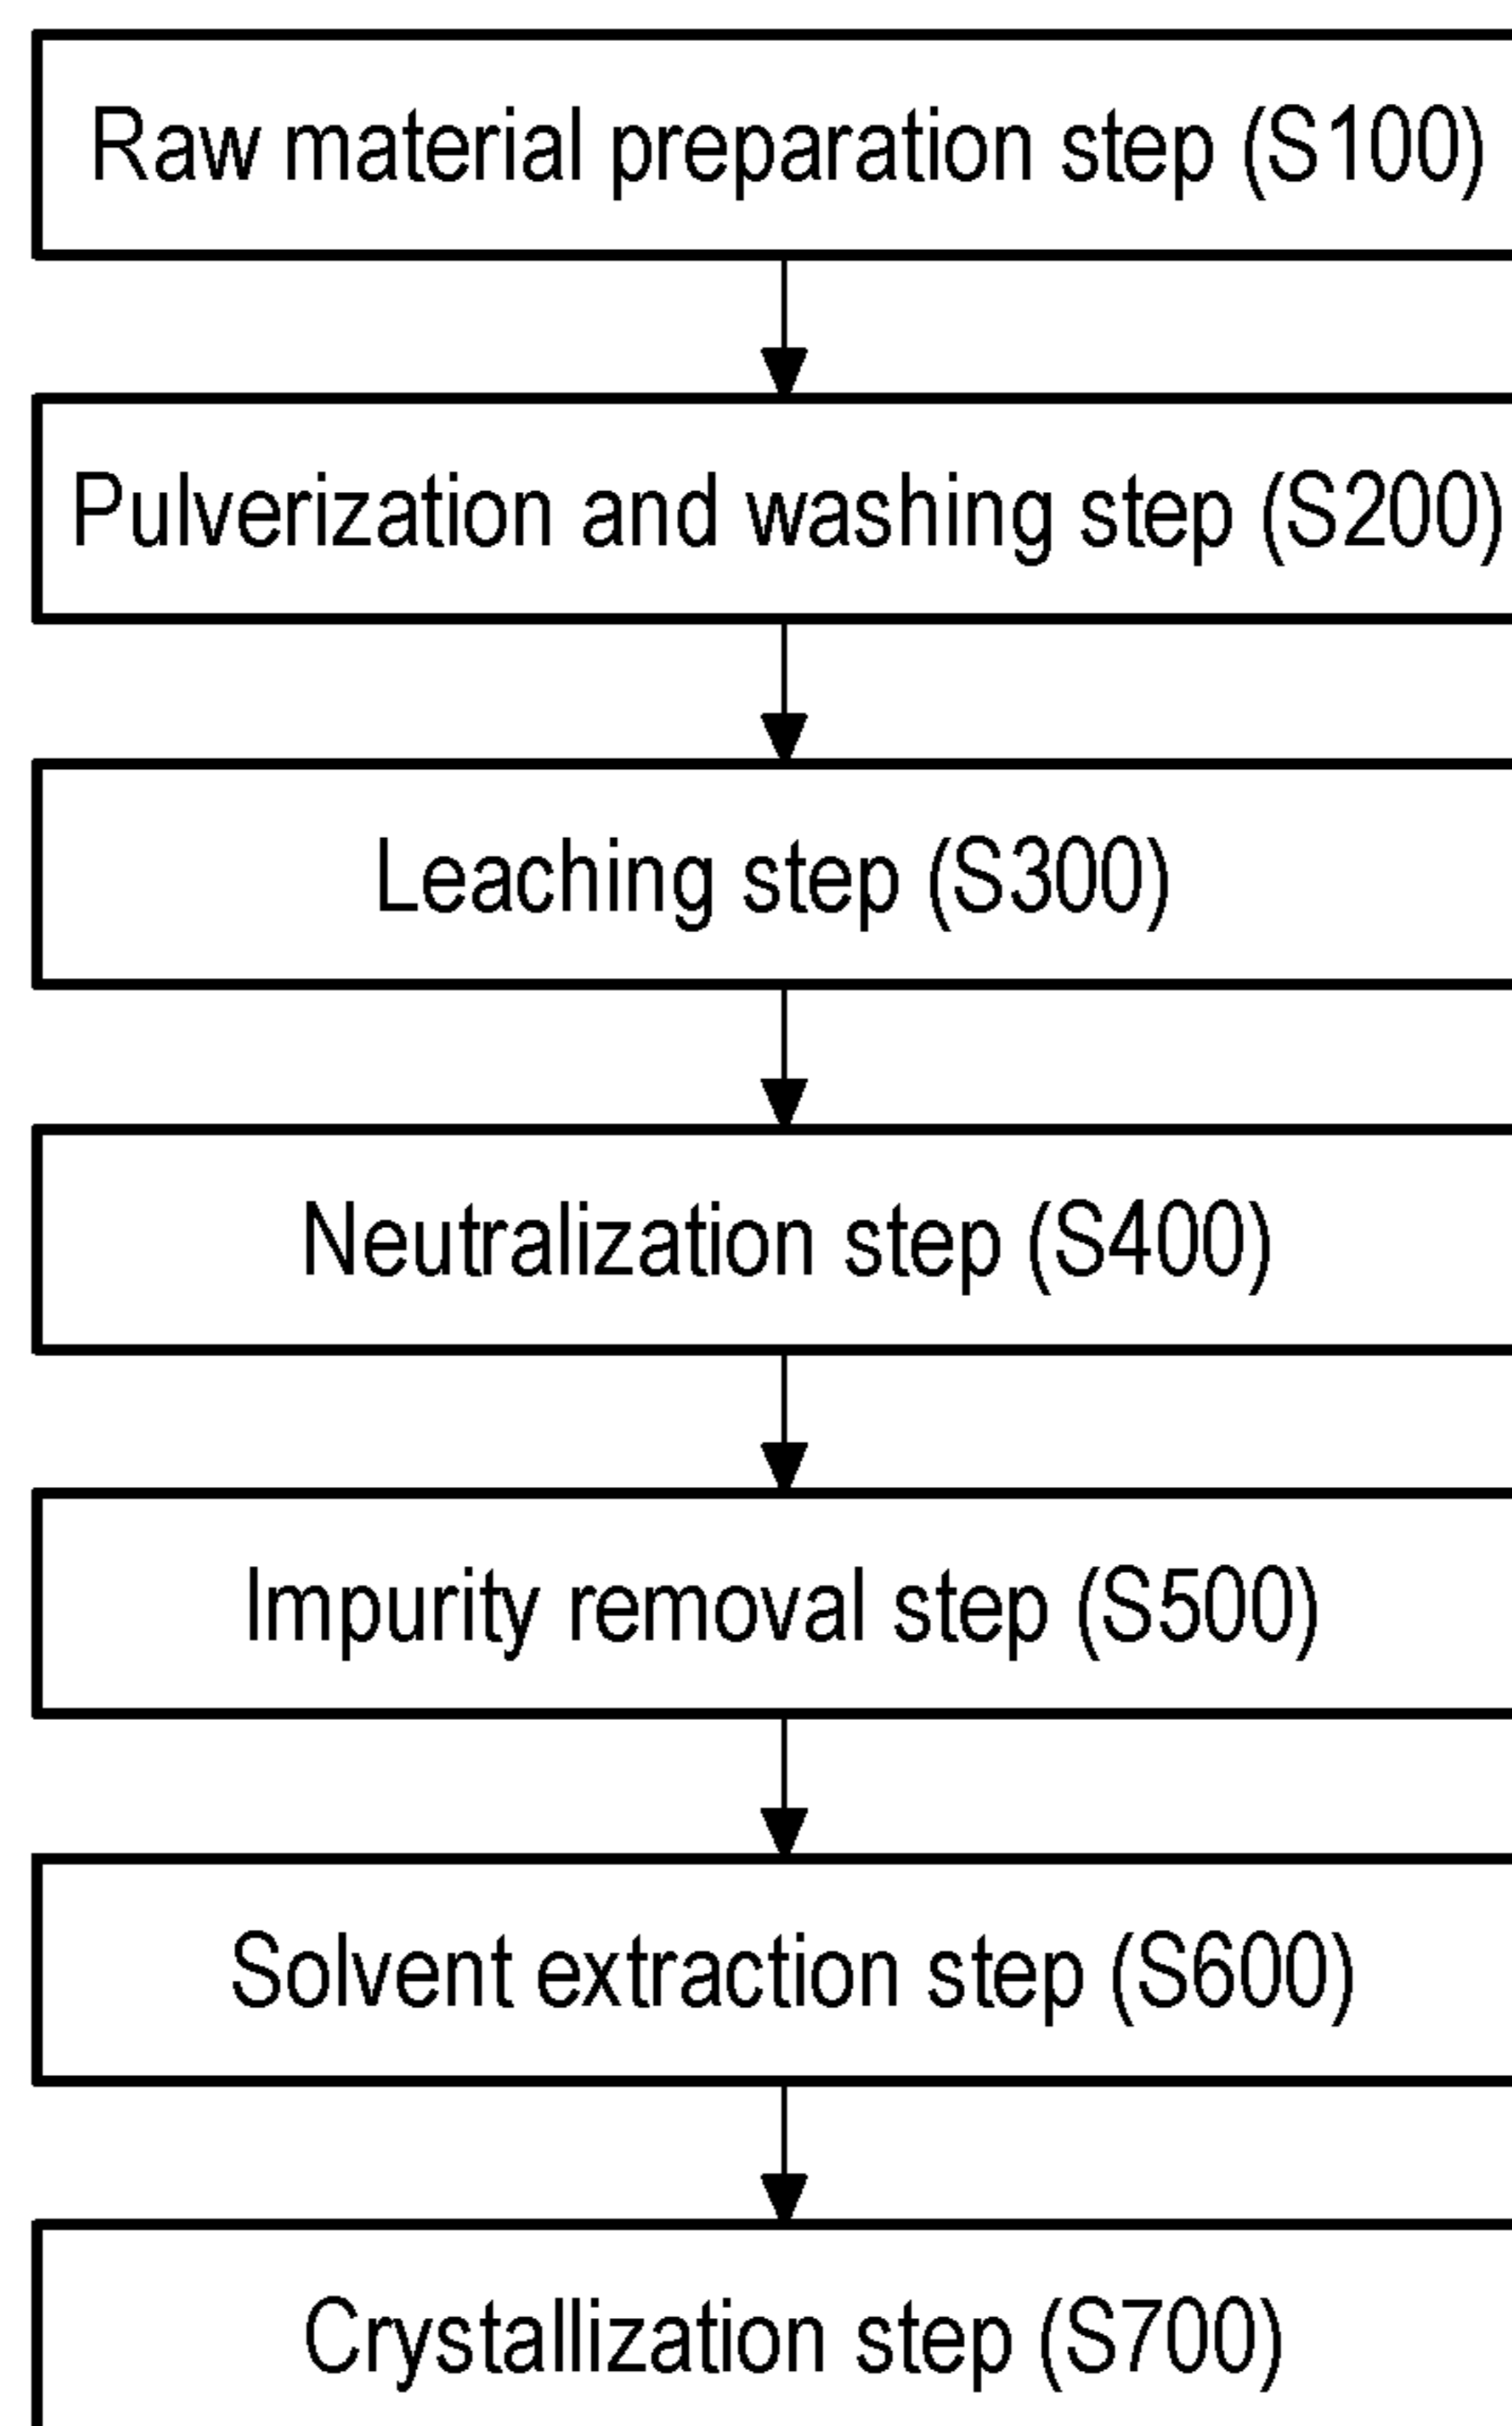 Raw material preparation step (S100)
Pulverization and washing step (S200)
Leaching step (S300)
Neutralization step (S400)
Impurity removal step (S500)
Solvent extraction step (S600)
Crystallization step (S700)